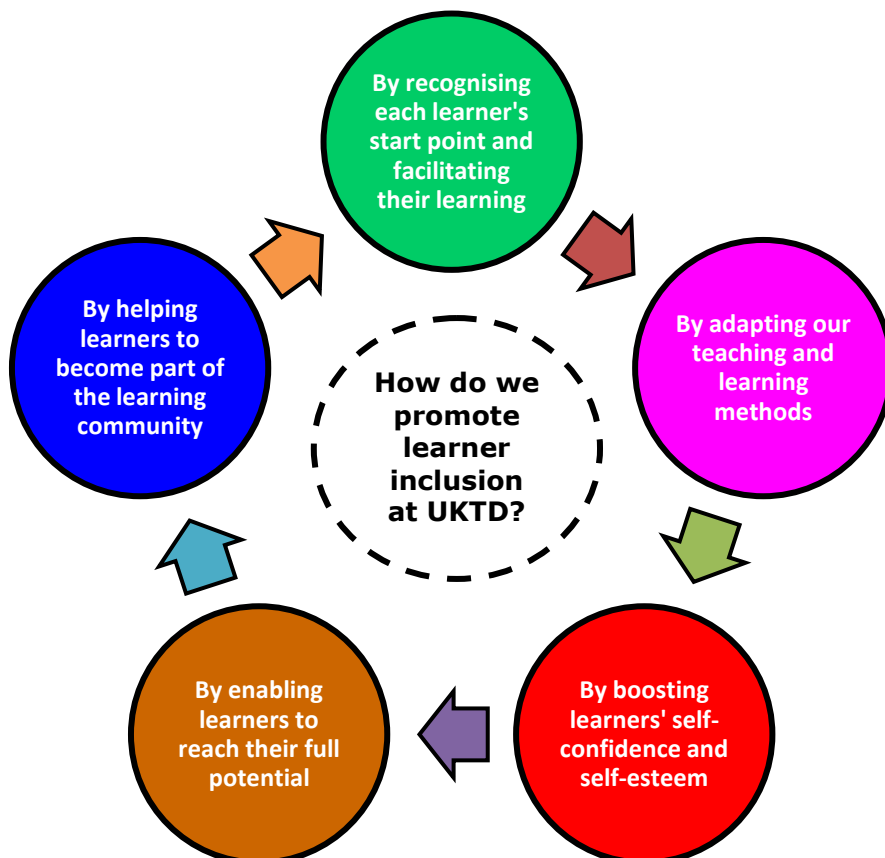 By recognising
each learner's
start point and
facilitating
their learning
By adapting our
teaching and
learning
methods
By boosting
learners' self-
confidence and
self-esteem
By enabling
learners to
reach their full
potential
By helping
learners to
become part of
the learning
community
How do we
promote
learner
inclusion
at UKTD?